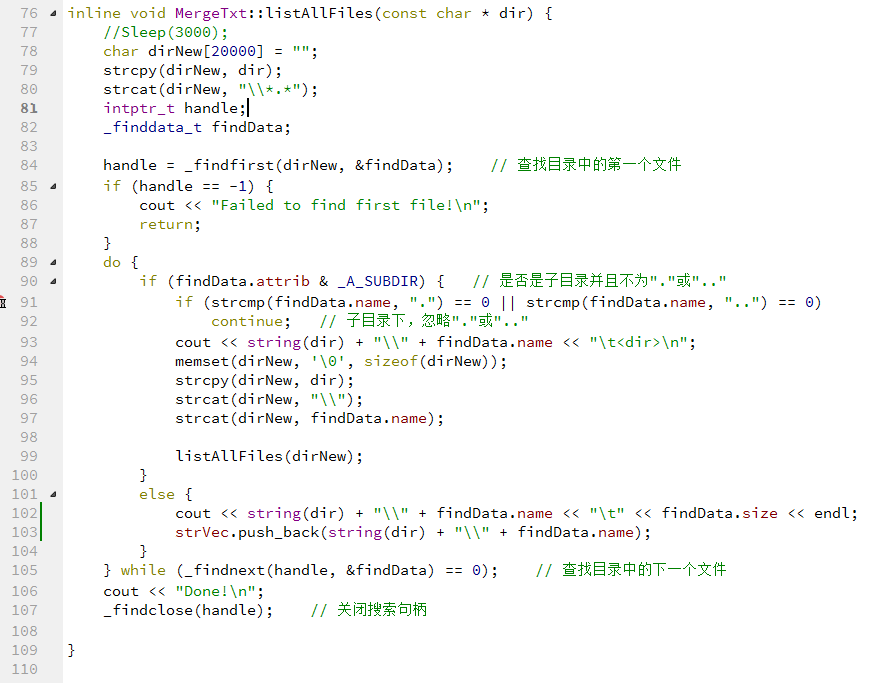 76 inline void MergeTxt::listAllFiles(const char * dir) {
77     //Sleep(3000);
78     char dirNew[20000] = "";
79     strcpy(dirNew, dir);
80     strcat(dirNew, "\\*.*");
81     intptr_t handle;
82     _finddata_t findData;
83
84     handle = _findfirst(dirNew, &findData);    // 查找目录中的第一个文件
85     if (handle == -1) {
86         cout << "Failed to find first file!\n";
87         return;
88     }
89     do {
90         if (findData.attrib & _A_SUBDIR) {   // 是否是子目录并且不为"."或".."
91             if (strcmp(findData.name, ".") == 0 || strcmp(findData.name, "..") == 0)
92                 continue;   // 子目录下，忽略"."或".."
93             cout << string(dir) + "\\" + findData.name << "\t<dir>\n";
94             memset(dirNew, '\0', sizeof(dirNew));
95             strcpy(dirNew, dir);
96             strcat(dirNew, "\\");
97             strcat(dirNew, findData.name);
98
99             listAllFiles(dirNew);
100         }
101         else {
102             cout << string(dir) + "\\" + findData.name << "\t" << findData.size << endl;
103             strVec.push_back(string(dir) + "\\" + findData.name);
104         }
105     } while (_findnext(handle, &findData) == 0);    // 查找目录中的下一个文件
106     cout << "Done!\n";
107     _findclose(handle);    // 关闭搜索句柄
108
109 }
110